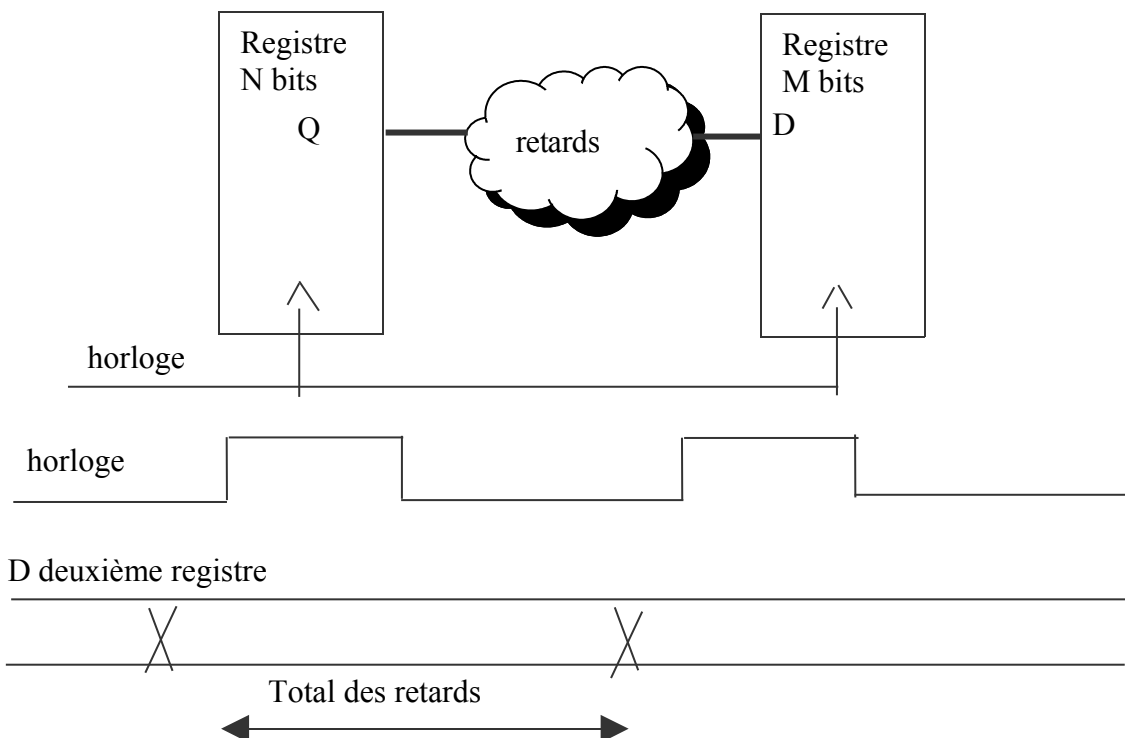 Registre
N bits
Q
retards
Registre
M bits
D
horloge
horloge
D deuxième registre
Total des retards